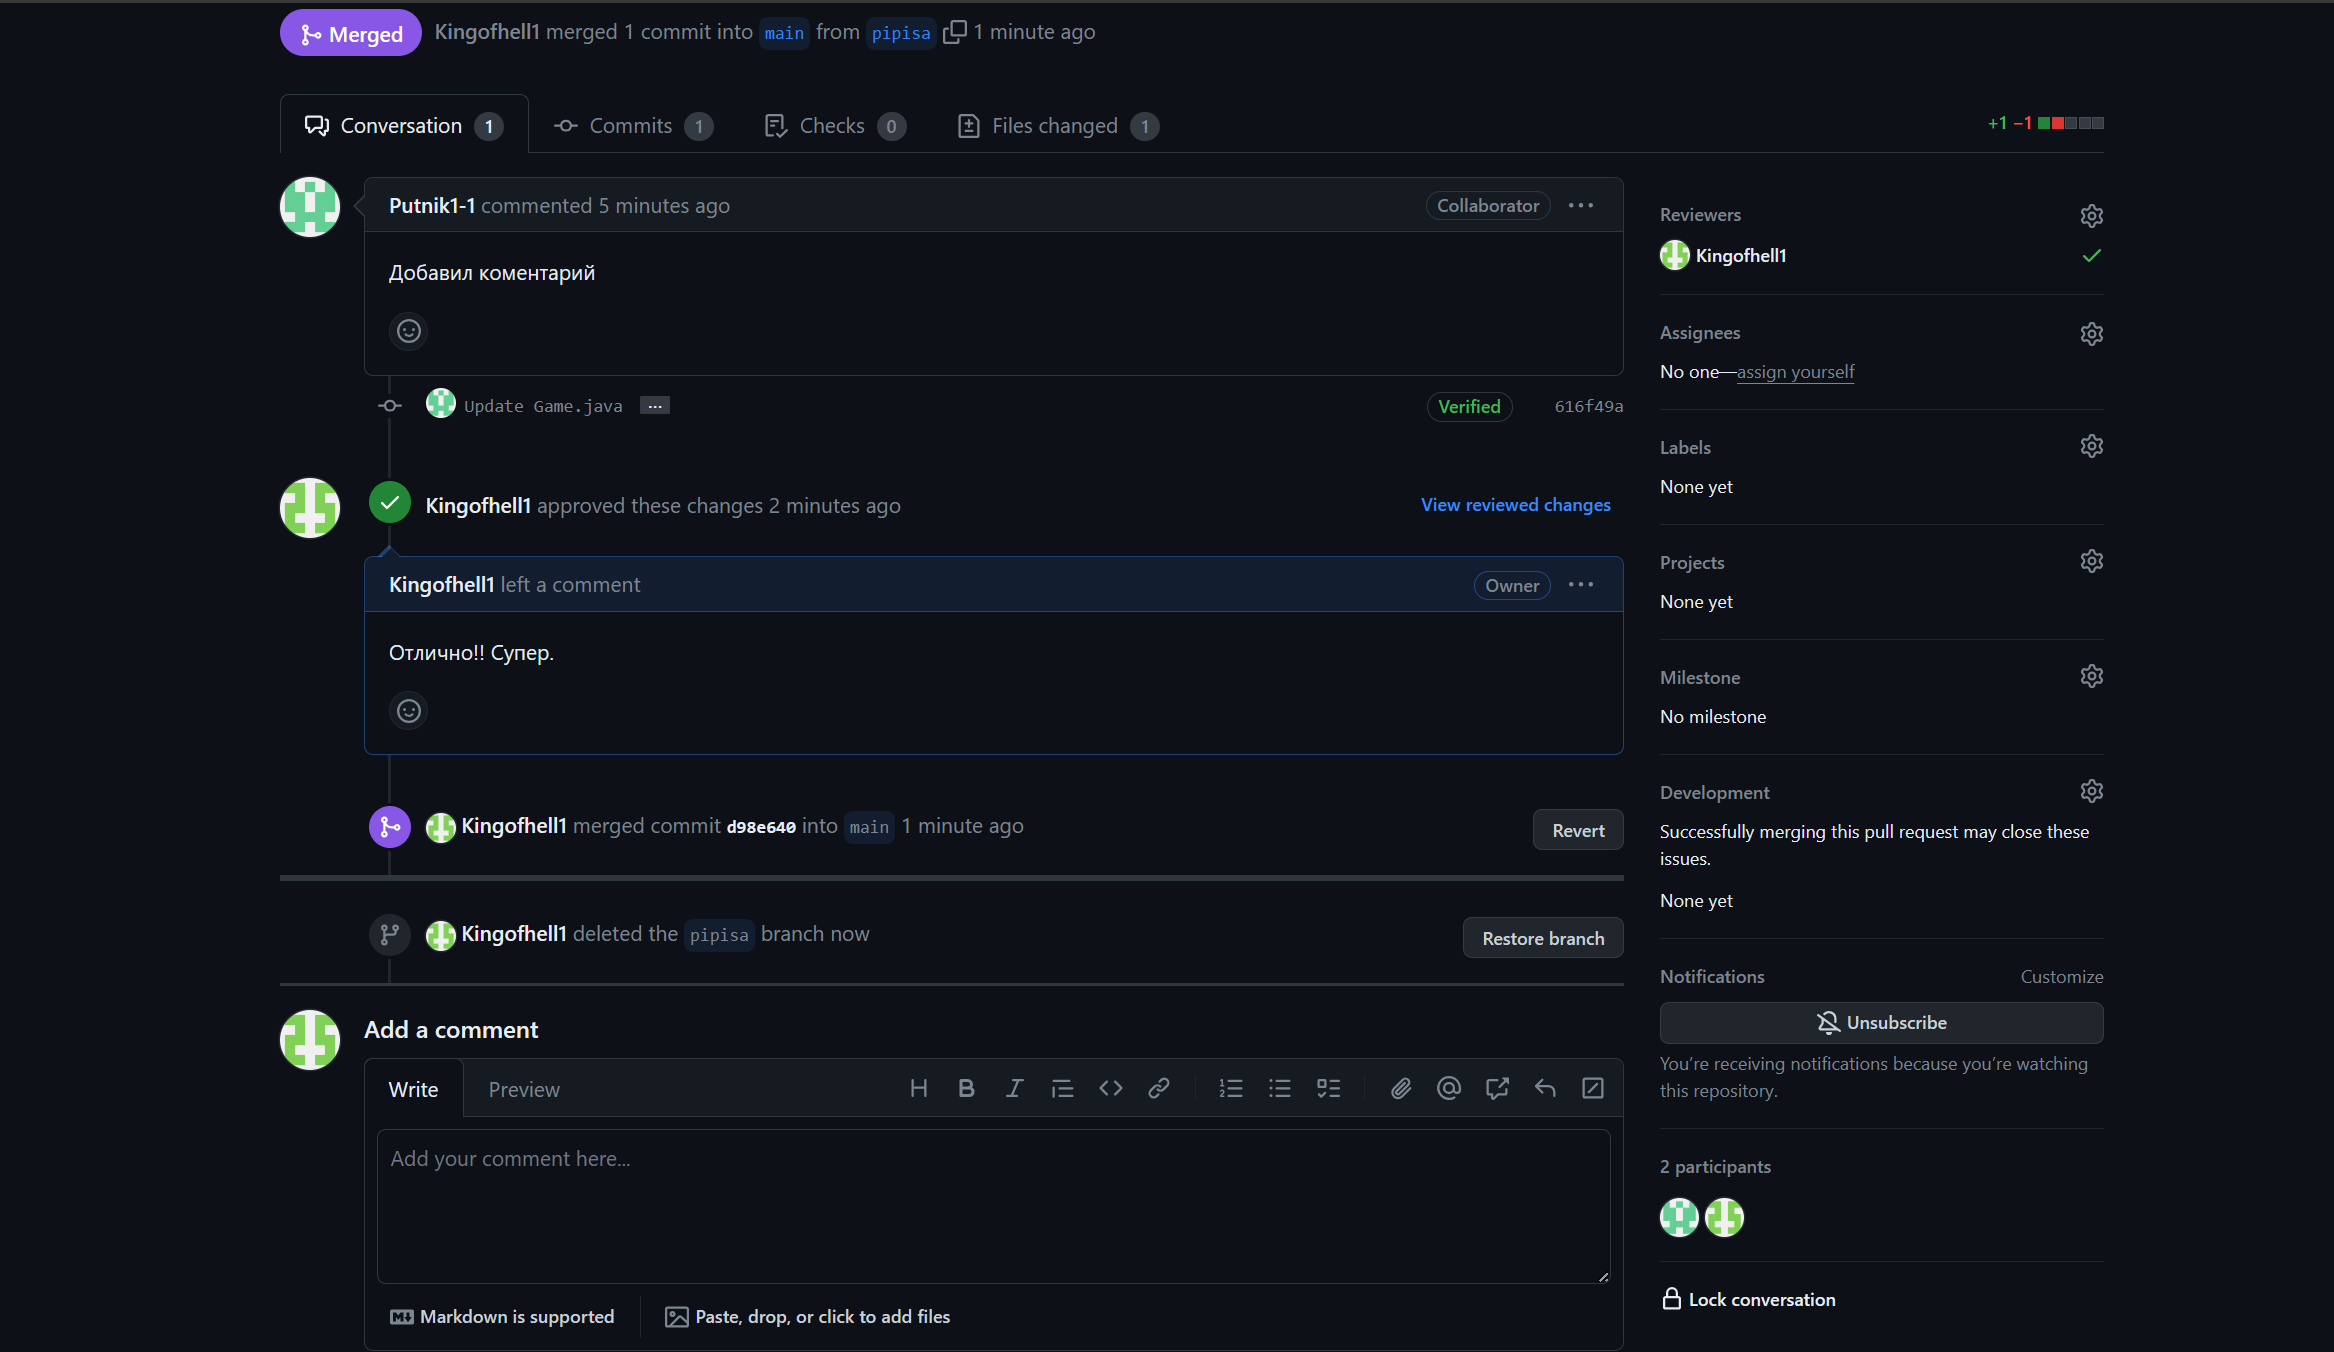 Merged Kingofhell1 merged 1 commit into main from pipisa 1 minute ago
Conversation 1 Commits 1 Checks 0 Files changed 1 +1 −1
Putnik1-1 commented 5 minutes ago Collaborator ...
Добавил коментарий
Update Game.java ... Verified 616f49a
Kingofhell1 approved these changes 2 minutes ago View reviewed changes
Kingofhell1 left a comment Owner ...
Отлично!! Супер.
Kingofhell1 merged commit d98e640 into main 1 minute ago Revert
Kingofhell1 deleted the pipisa branch now Restore branch
Add a comment
Write Preview
Add your comment here...
Markdown is supported Paste, drop, or click to add files
Reviewers
Kingofhell1
Assignees
No one—assign yourself
Labels
None yet
Projects
None yet
Milestone
No milestone
Development
Successfully merging this pull request may close these
issues.
None yet
Notifications Customize
Unsubscribe
You’re receiving notifications because you’re watching
this repository.
2 participants
Lock conversation